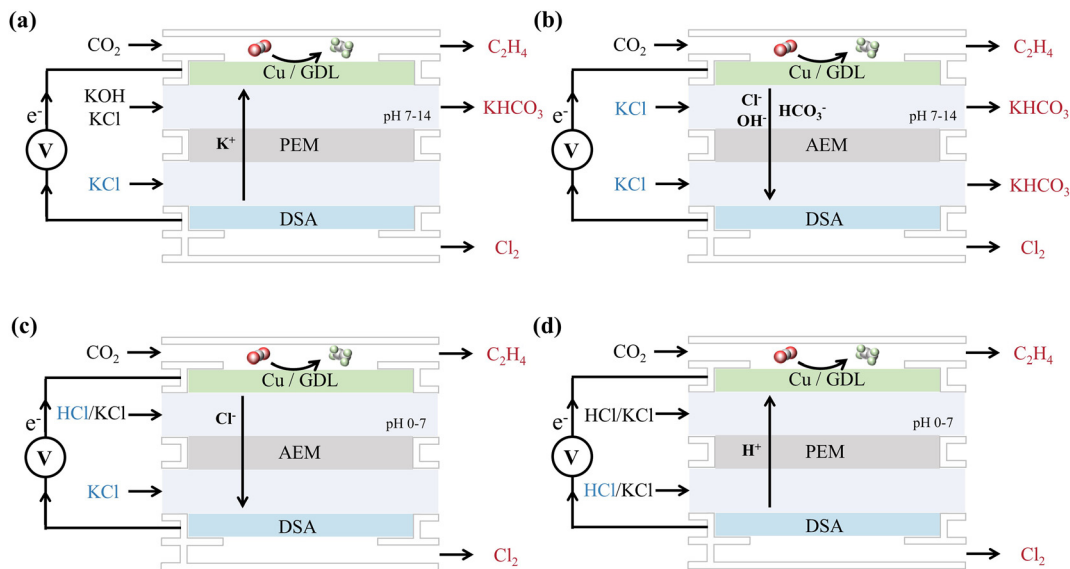 (a)
CO₂
C₂H₄
Cu / GDL
KOH
KCl
e⁻
KHCO₃
pH 7-14
K⁺
PEM
V
KCl
DSA
Cl₂
(b)
CO₂
C₂H₄
Cu / GDL
Cl⁻
OH⁻
HCO₃⁻
e⁻
KCl
KHCO₃
pH 7-14
AEM
V
KCl
KHCO₃
DSA
Cl₂
(c)
CO₂
C₂H₄
Cu / GDL
HCl/KCl
e⁻
Cl⁻
pH 0-7
AEM
V
KCl
DSA
Cl₂
(d)
CO₂
C₂H₄
Cu / GDL
HCl/KCl
e⁻
pH 0-7
H⁺
PEM
V
HCl/KCl
DSA
Cl₂